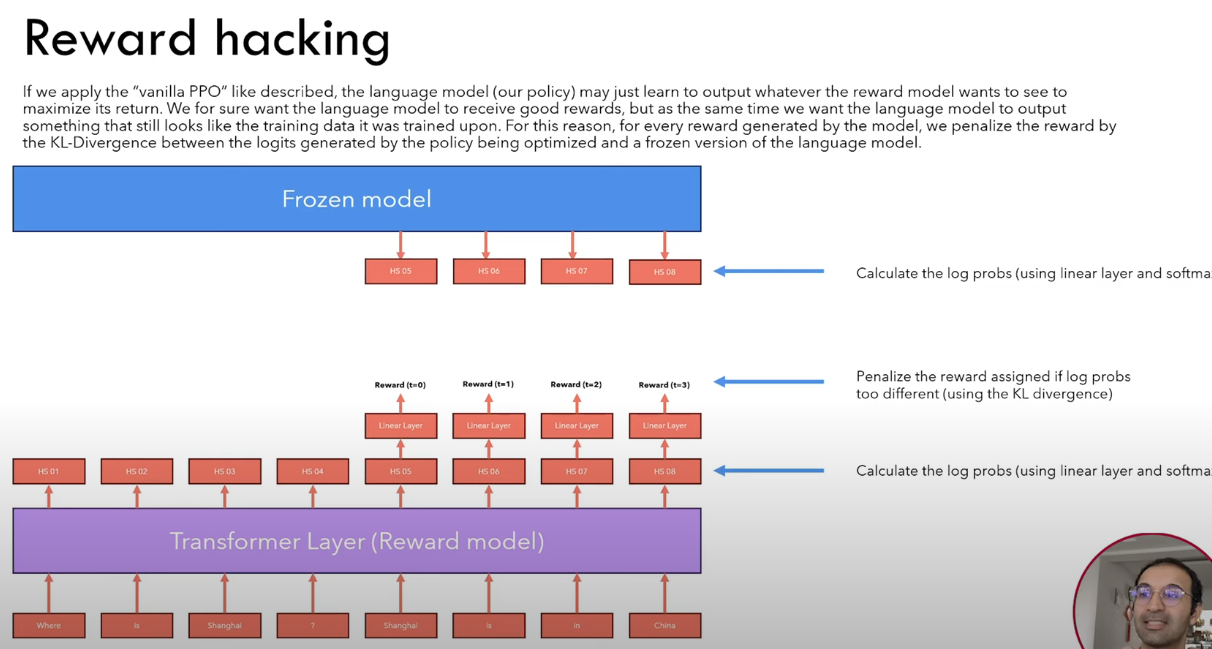 Reward hacking
If we apply the "vanilla PPO" like described, the language model (our policy) may just learn to output whatever the reward model wants to see to
maximize its return. We for sure want the language model to receive good rewards, but as the same time we want the language model to output
something that still looks like the training data it was trained upon. For this reason, for every reward generated by the model, we penalize the reward by
the KL-Divergence between the logits generated by the policy being optimized and a frozen version of the language model.
Frozen model
HS 05 HS 06 HS 07 HS 08
Calculate the log probs (using linear layer and softma
Reward (t=0) Reward (t=1) Reward (t=2) Reward (t=3)
Penalize the reward assigned if log probs
too different (using the KL divergence)
Linear Layer Linear Layer Linear Layer Linear Layer
HS 01 HS 02 HS 03 HS 04 HS 05 HS 06 HS 07 HS 08
Calculate the log probs (using linear layer and softma
Transformer Layer (Reward model)
Where Is Shanghai ? Shanghai Is In China